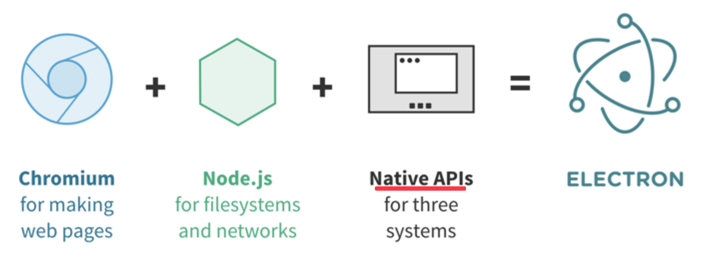 + + =
Chromium
for making
web pages
Node.js
for filesystems
and networks
Native APIs
for three
systems
ELECTRON